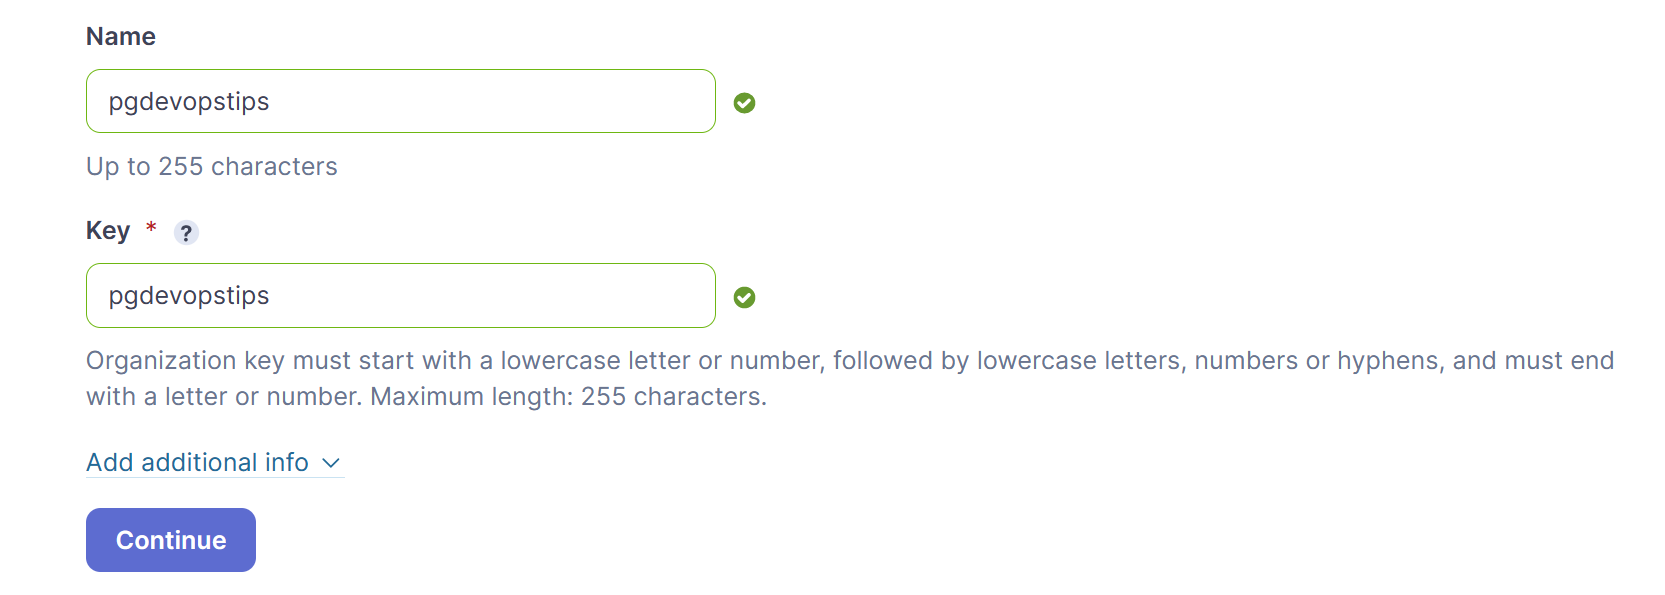 Name
pgdevopstips
Up to 255 characters
Key * ?
pgdevopstips
Organization key must start with a lowercase letter or number, followed by lowercase letters, numbers or hyphens, and must end
with a letter or number. Maximum length: 255 characters.
Add additional info
Continue